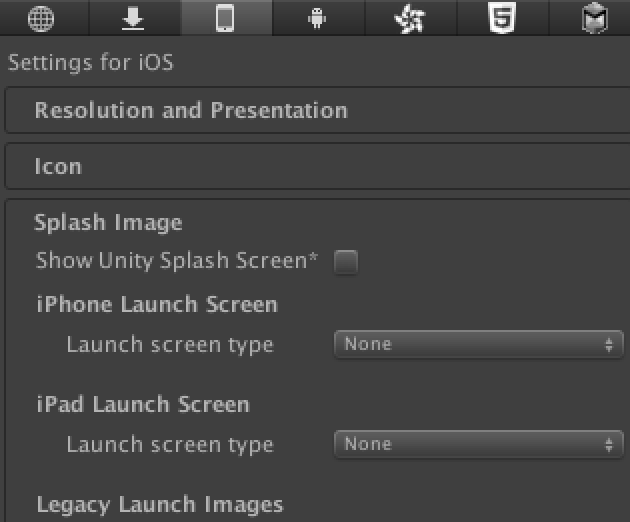 Settings for iOS
Resolution and Presentation
Icon
Splash Image
Show Unity Splash Screen*
iPhone Launch Screen
Launch screen type None
iPad Launch Screen
Launch screen type None
Legacy Launch Images